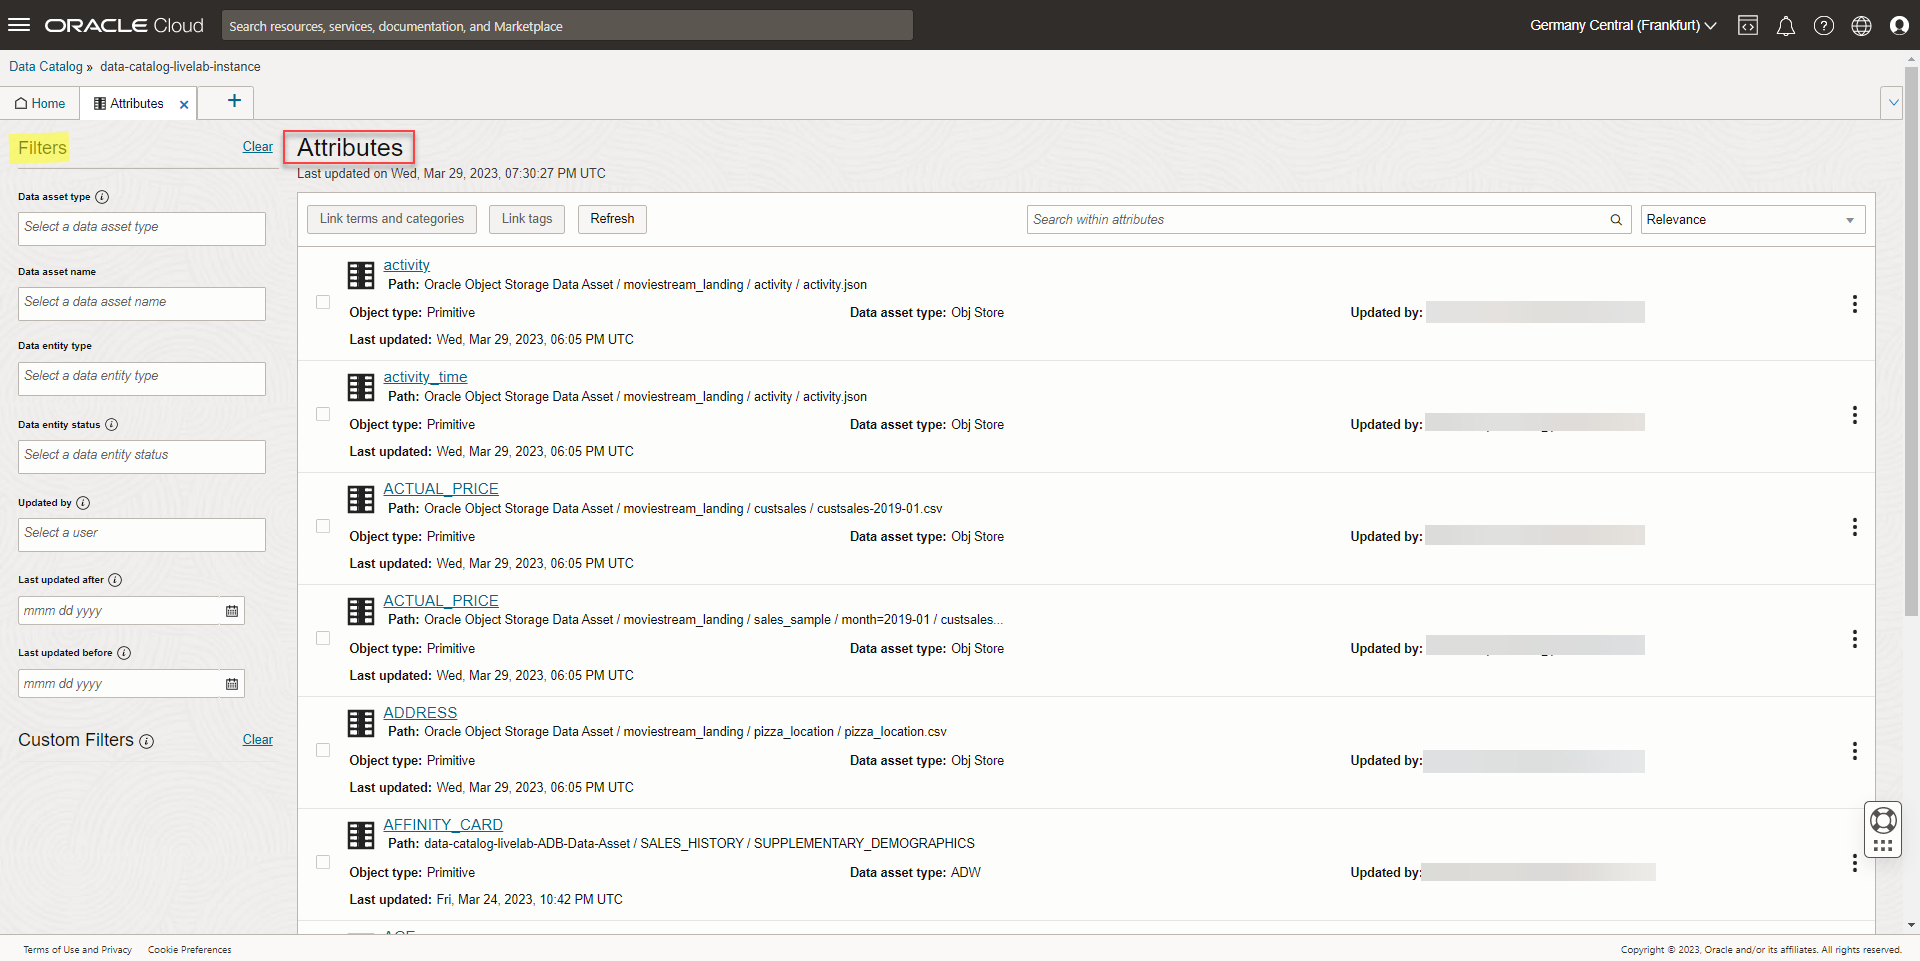 ORACLE Cloud
Search resources, services, documentation, and Marketplace
Germany Central (Frankfurt)
Data Catalog » data-catalog-livelab-instance
Home
Attributes ×
+
Filters
Clear
Data asset type
Select a data asset type
Data asset name
Select a data asset name
Data entity type
Select a data entity type
Data entity status
Select a data entity status
Updated by
Select a user
Last updated after
mmm dd yyyy
Last updated before
mmm dd yyyy
Custom Filters
Clear
Attributes
Last updated on Wed, Mar 29, 2023, 07:30:27 PM UTC
Link terms and categories
Link tags
Refresh
Search within attributes
Relevance
activity
Path: Oracle Object Storage Data Asset / moviestream_landing / activity / activity.json
Object type: Primitive
Data asset type: Obj Store
Updated by:
Last updated: Wed, Mar 29, 2023, 06:05 PM UTC
activity_time
Path: Oracle Object Storage Data Asset / moviestream_landing / activity / activity.json
Object type: Primitive
Data asset type: Obj Store
Updated by:
Last updated: Wed, Mar 29, 2023, 06:05 PM UTC
ACTUAL_PRICE
Path: Oracle Object Storage Data Asset / moviestream_landing / custsales / custsales-2019-01.csv
Object type: Primitive
Data asset type: Obj Store
Updated by:
Last updated: Wed, Mar 29, 2023, 06:05 PM UTC
ACTUAL_PRICE
Path: Oracle Object Storage Data Asset / moviestream_landing / sales_sample / month=2019-01 / custsales...
Object type: Primitive
Data asset type: Obj Store
Updated by:
Last updated: Wed, Mar 29, 2023, 06:05 PM UTC
ADDRESS
Path: Oracle Object Storage Data Asset / moviestream_landing / pizza_location / pizza_location.csv
Object type: Primitive
Data asset type: Obj Store
Updated by:
Last updated: Wed, Mar 29, 2023, 06:05 PM UTC
AFFINITY_CARD
Path: data-catalog-livelab-ADB-Data-Asset / SALES_HISTORY / SUPPLEMENTARY_DEMOGRAPHICS
Object type: Primitive
Data asset type: ADW
Updated by:
Last updated: Fri, Mar 24, 2023, 10:42 PM UTC
Terms of Use and Privacy
Cookie Preferences
Copyright © 2023, Oracle and/or its affiliates. All rights reserved.